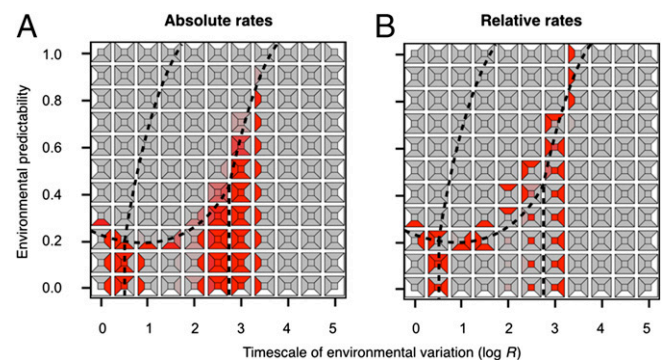 A
Absolute rates
B
Relative rates
Environmental predictability
1.0
0.8
0.6
0.4
0.2
0.0
0 1 2 3 4 5
0 1 2 3 4 5
Timescale of environmental variation (log R)